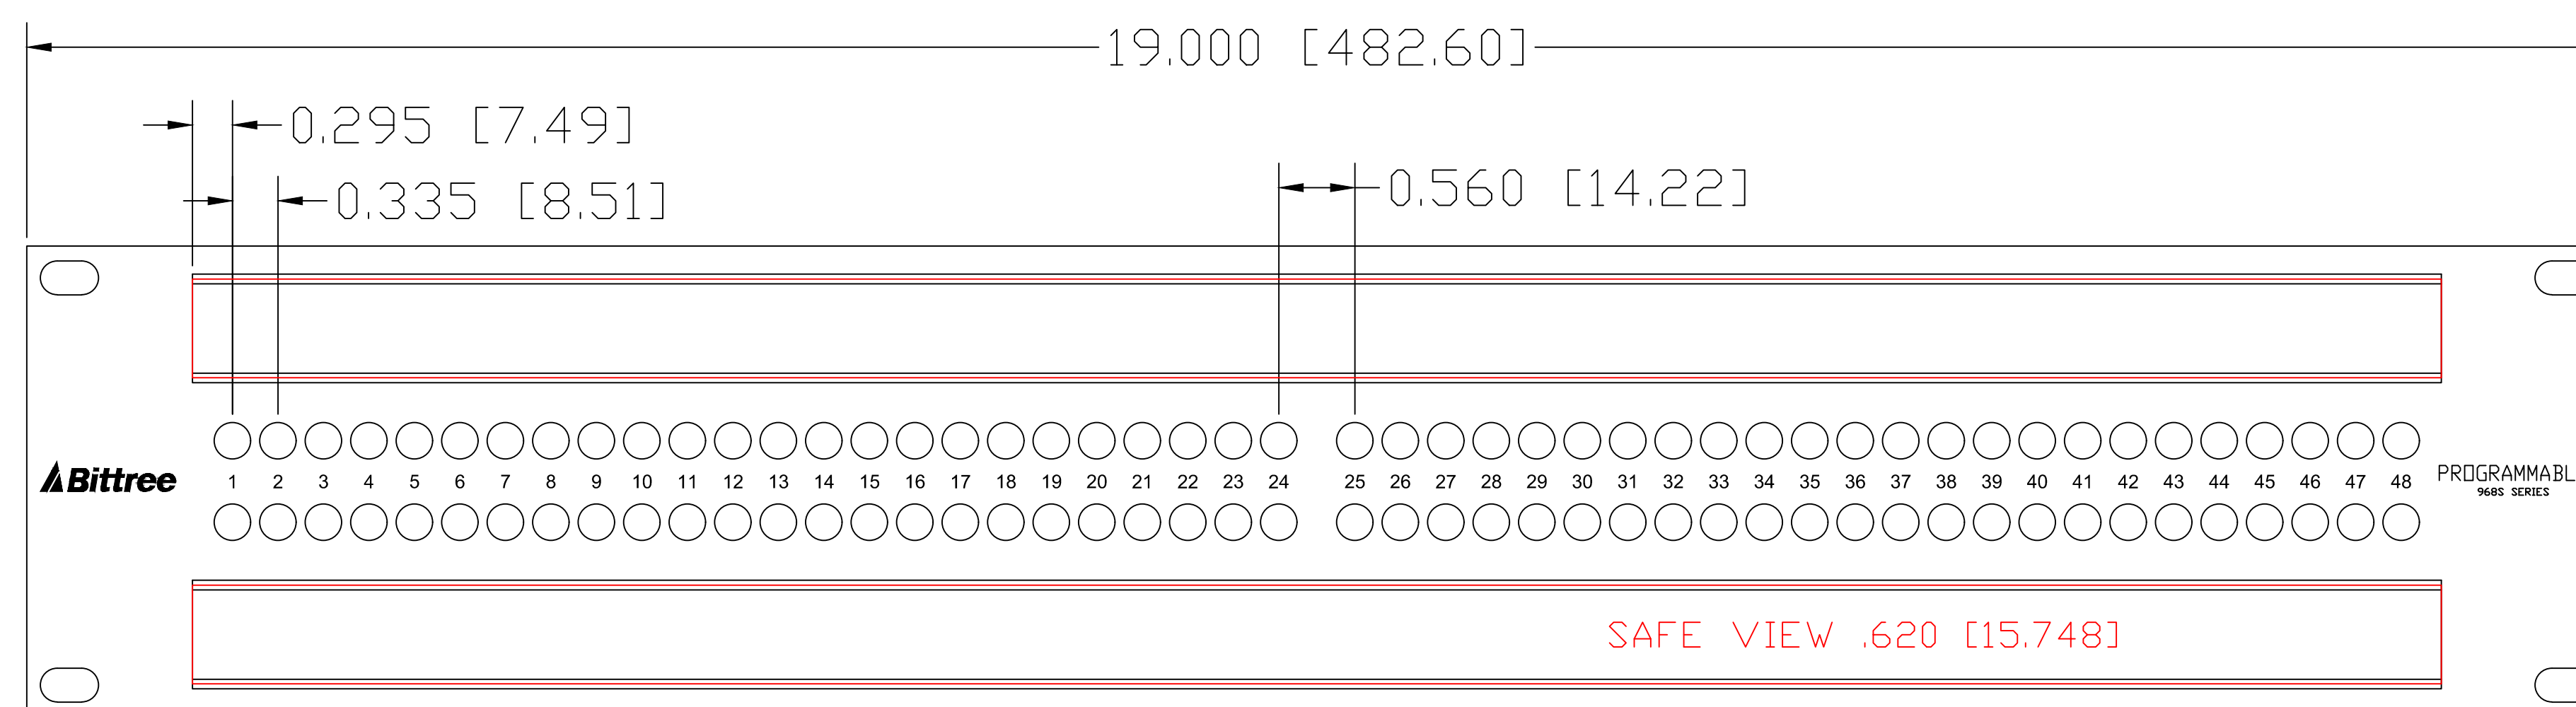 19.000 [482.60]
0.295 [7.49]
0.335 [8.51]
0.560 [14.22]
Bittree
1 2 3 4 5 6 7 8 9 10 11 12 13 14 15 16 17 18 19 20 21 22 23 24 25 26 27 28 29 30 31 32 33 34 35 36 37 38 39 40 41 42 43 44 45 46 47 48
PROGRAMMABL
968S SERIES
SAFE VIEW .620 [15.748]